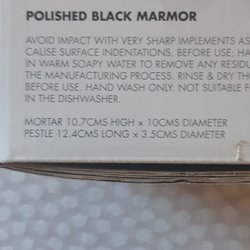 POLISHED BLACK MARMOR
AVOID IMPACT WITH VERY SHARP IMPLEMENTS AS
CAUSE SURFACE INDENTATIONS. BEFORE USE; HA
IN WARM SOAPY WATER TO REMOVE ANY RESIDU
THE MANUFACTURING PROCESS. RINSE & DRY TH
BEFORE USE. HAND WASH ONLY. NOT SUITABLE F
IN THE DISHWASHER.
MORTAR 10.7CMS HIGH x 10CMS DIAMETER
PESTLE 12.4CMS LONG x 3.5CMS DIAMETER